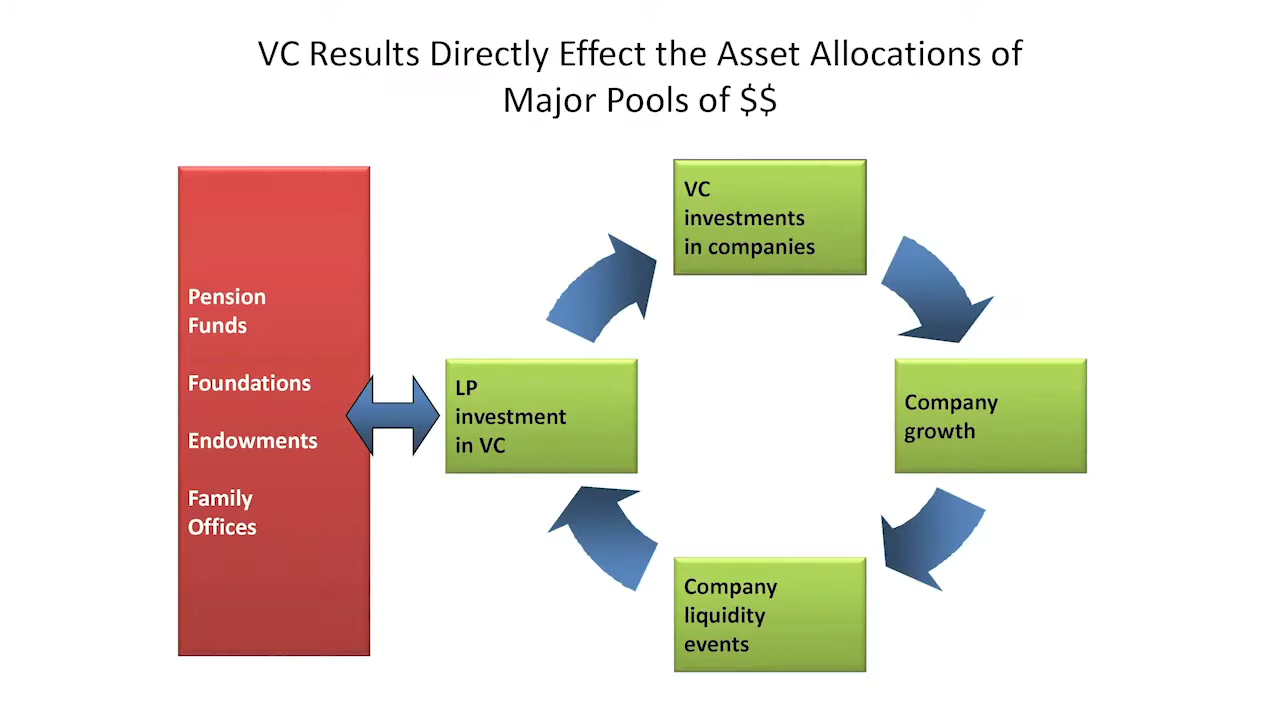 VC Results Directly Effect the Asset Allocations of
Major Pools of $$
Pension
Funds
Foundations
Endowments
Family
Offices
LP
investment
in VC
VC
investments
in companies
Company
growth
Company
liquidity
events